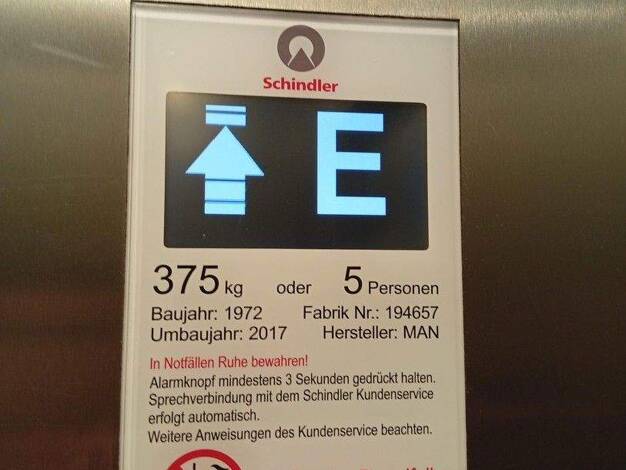 Schindler
E
375 kg oder 5 Personen
Baujahr: 1972 Fabrik Nr.: 194657
Umbaujahr: 2017 Hersteller: MAN
In Notfällen Ruhe bewahren!
Alarmknopf mindestens 3 Sekunden gedrückt halten.
Sprechverbindung mit dem Schindler Kundenservice
erfolgt automatisch.
Weitere Anweisungen des Kundenservice beachten.